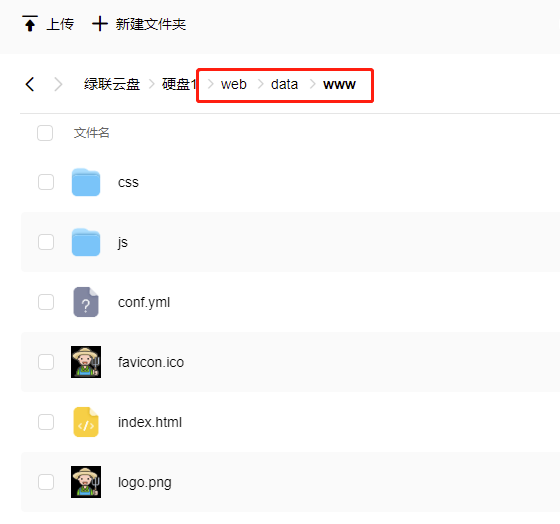 上传 新建文件夹
绿联云盘 硬盘1 web data www
文件名
css
js
conf.yml
favicon.ico
index.html
logo.png